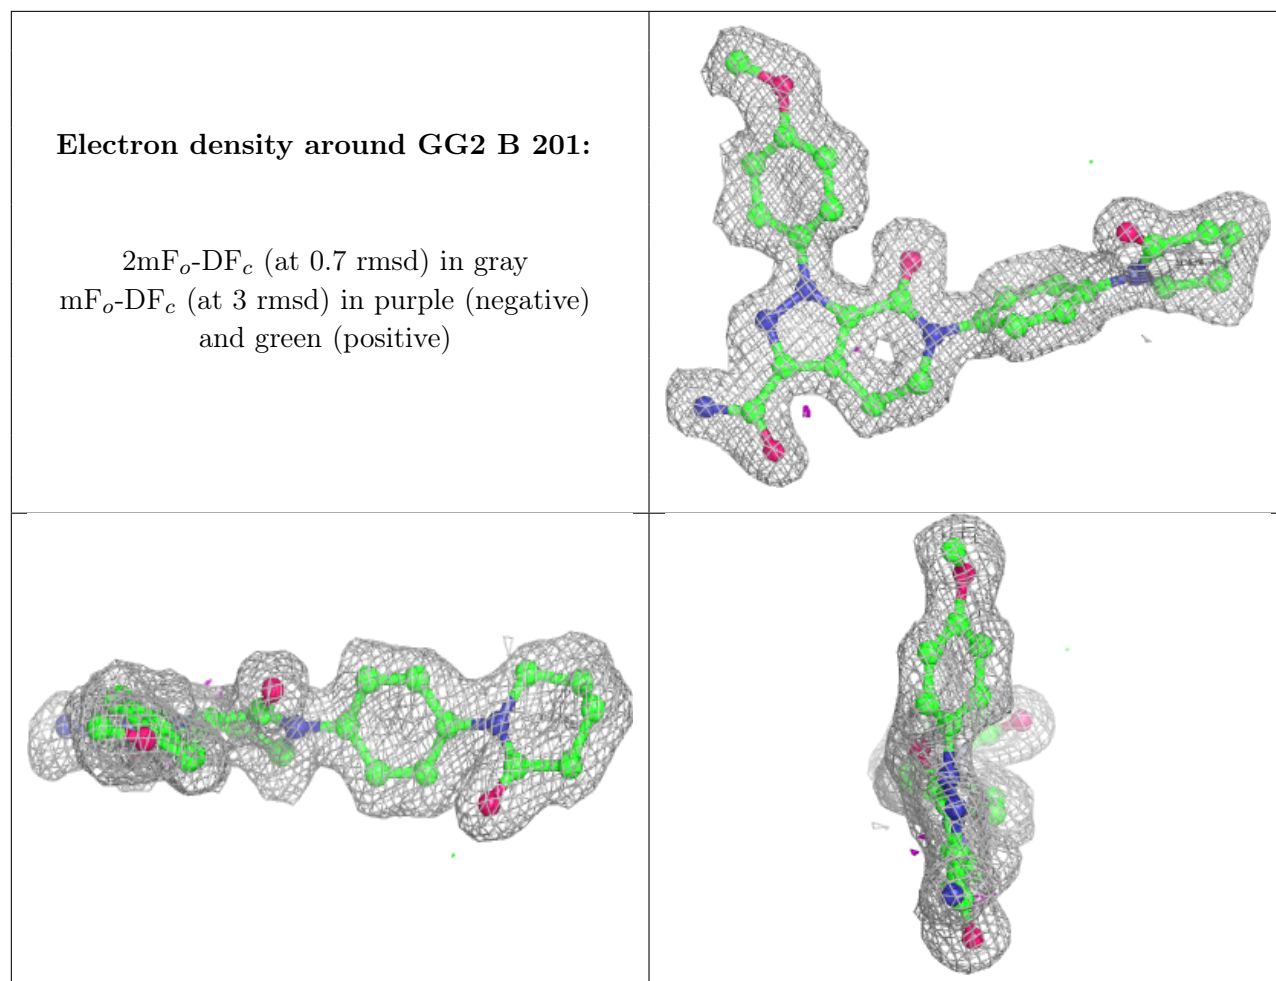 Electron density around GG2 B 201:
2mFₒ-DF𝒸 (at 0.7 rmsd) in gray
mFₒ-DF𝒸 (at 3 rmsd) in purple (negative)
and green (positive)